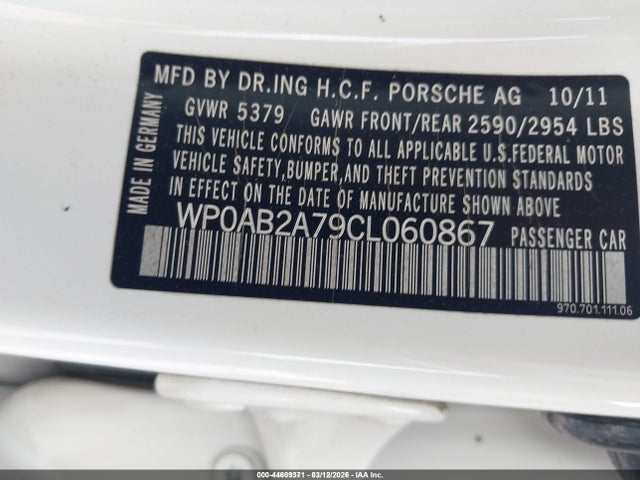 MFD BY DR.ING H.C.F. PORSCHE AG 10/11
GVWR 5379 GAWR FRONT/REAR 2590/2954 LBS
THIS VEHICLE CONFORMS TO ALL APPLICABLE U.S.FEDERAL MOTOR
VEHICLE SAFETY,BUMPER,AND THEFT PREVENTION STANDARDS
IN EFFECT ON THE DATE OF MANUFACTURE SHOWN ABOVE
WP0AB2A79CL060867 PASSENGER CAR
MADE IN GERMANY
970.701.111.06
000-44609371 - 03/12/2026 - IAA Inc.